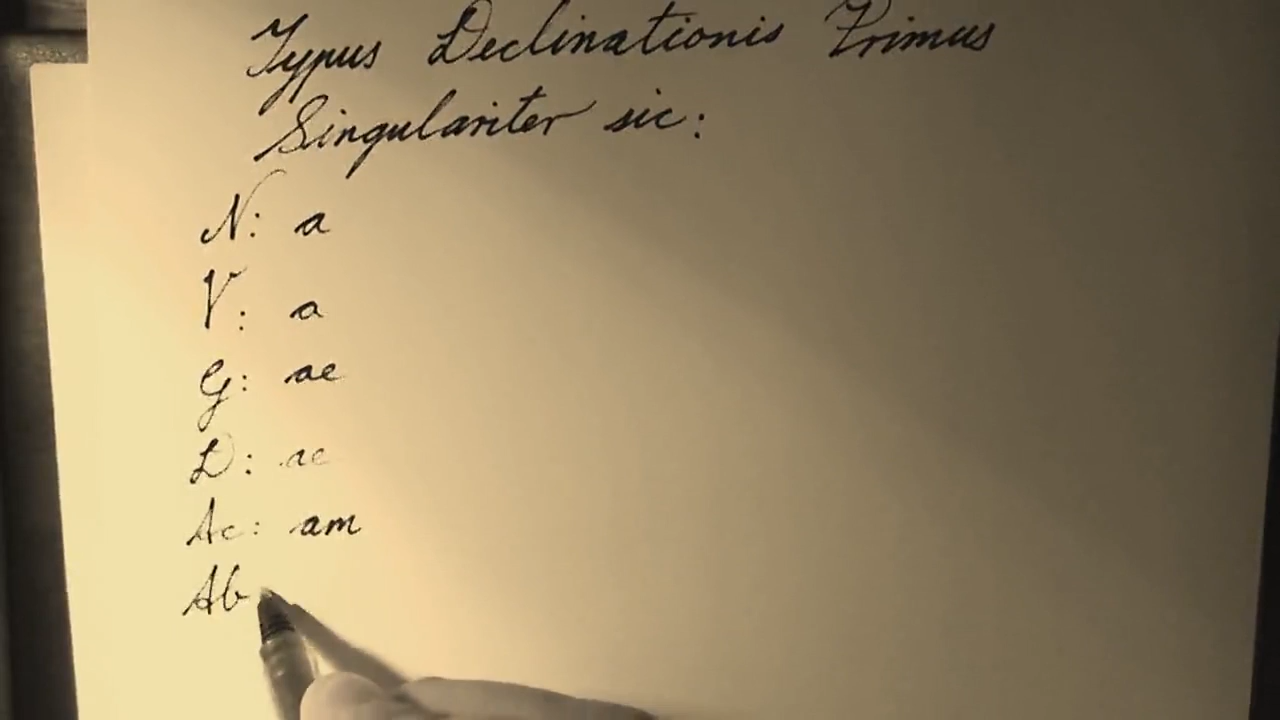 Typus Declinationis Primus
Singulariter sic:
N: a
V: a
G: ae
D: ae
Ac: am
Ab